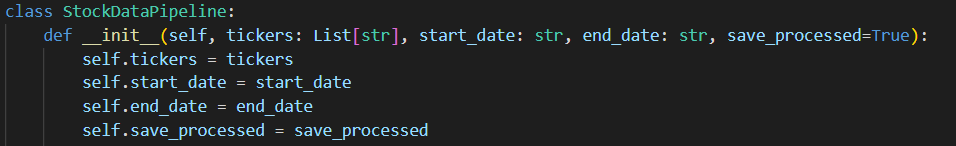 class StockDataPipeline:
    def __init__(self, tickers: List[str], start_date: str, end_date: str, save_processed=True):
        self.tickers = tickers
        self.start_date = start_date
        self.end_date = end_date
        self.save_processed = save_processed